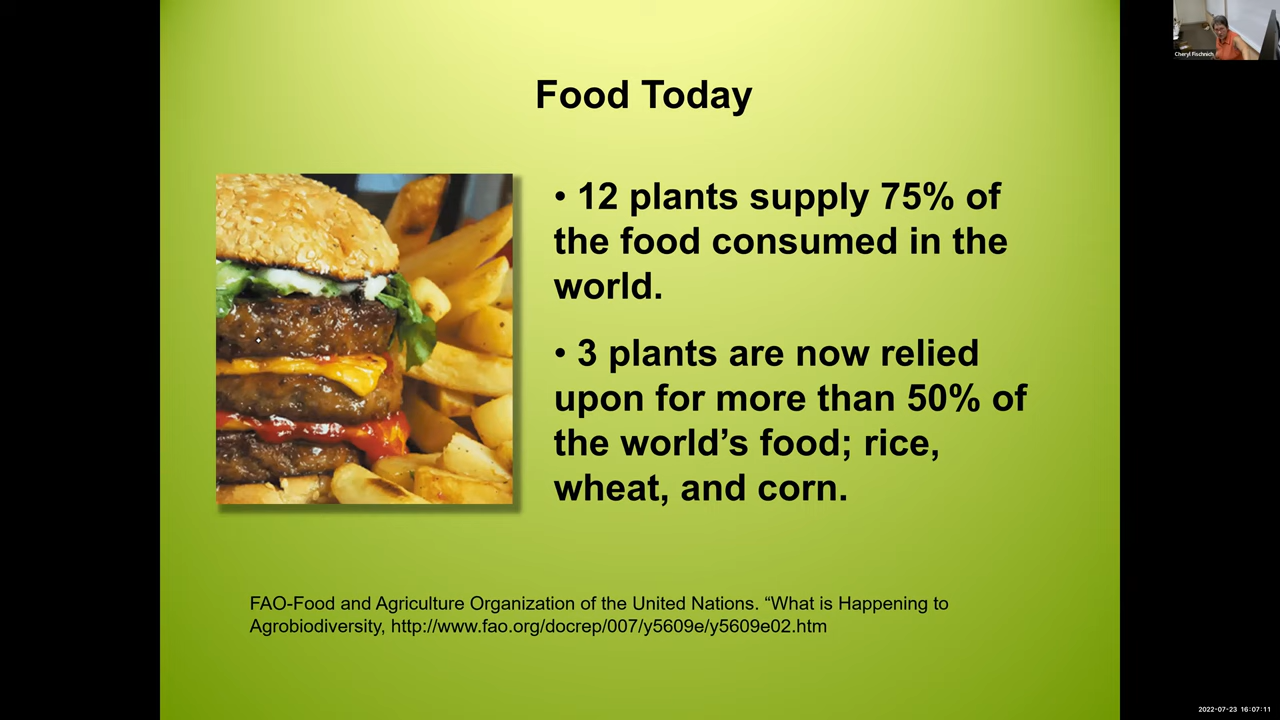 Cheryl Fischnich
Food Today
• 12 plants supply 75% of
the food consumed in the
world.
• 3 plants are now relied
upon for more than 50% of
the world’s food; rice,
wheat, and corn.
FAO-Food and Agriculture Organization of the United Nations. “What is Happening to
Agrobiodiversity, http://www.fao.org/docrep/007/y5609e/y5609e02.htm
2022-07-23 16:07:11